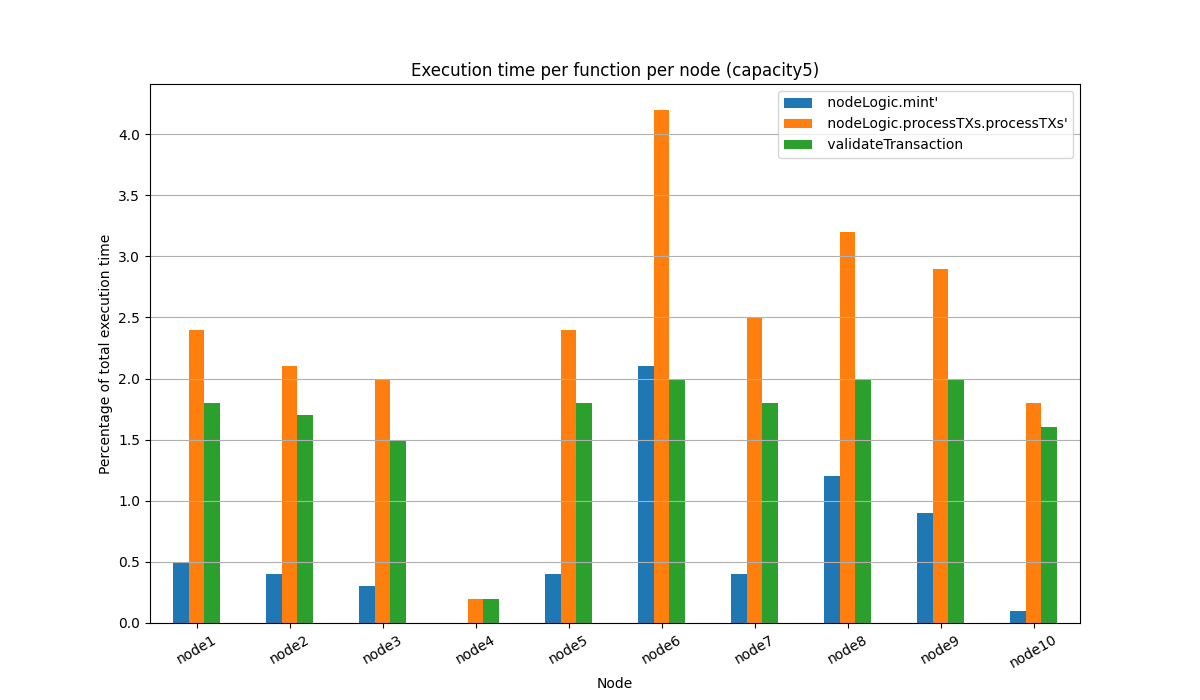 Execution time per function per node (capacity5)
nodeLogic.mint'
nodeLogic.processTXs.processTXs'
validateTransaction
Percentage of total execution time
4.0
3.5
3.0
2.5
2.0
1.5
1.0
0.5
0.0
node1
node2
node3
node4
node5
node6
node7
node8
node9
node10
Node